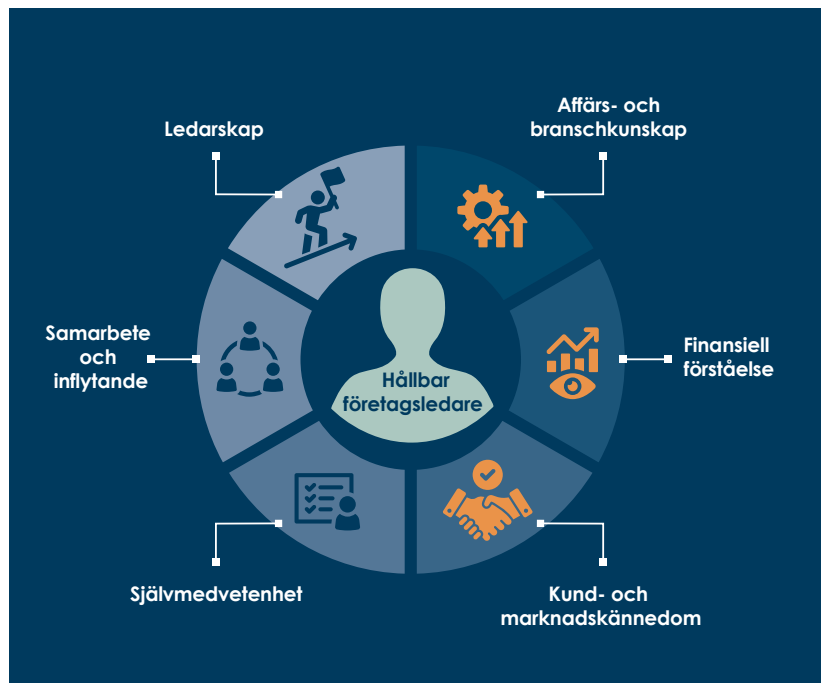 Ledarskap
Affärs- och
branschkunskap
Samarbete
och
inflytande
Finansiell
förståelse
Hållbar
företagsledare
Självmedvetenhet
Kund- och
marknadskännedom